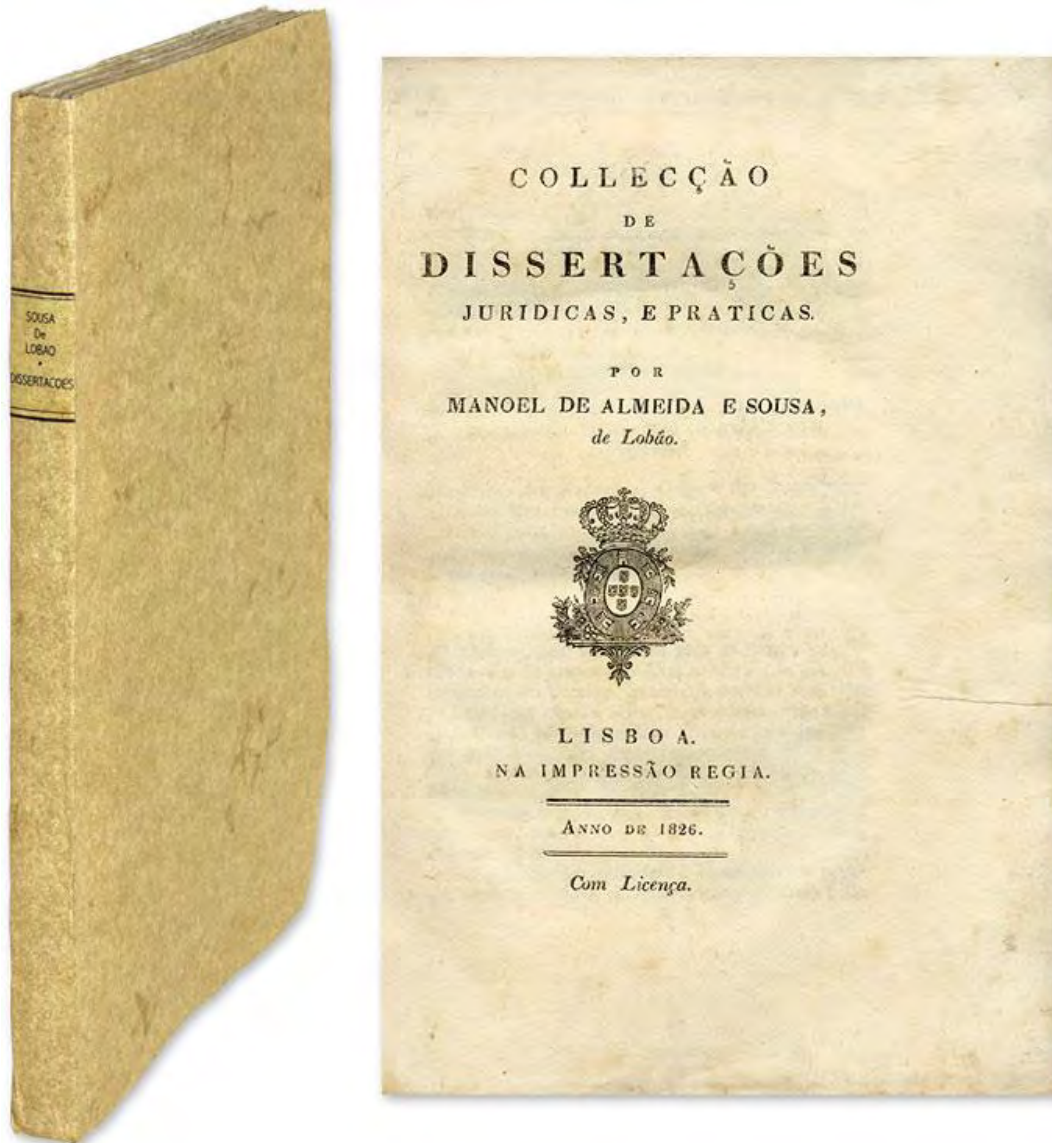 SOUSA
De
LOBAO
•
DISSERTACOES
COLLECÇÃO
DE
DISSERTAÇÕES
JURIDICAS, E PRATICAS.
POR
MANOEL DE ALMEIDA E SOUSA,
de Lobão.
LISBOA.
NA IMPRESSÃO REGIA.
ANNO DE 1826.
Com Licença.